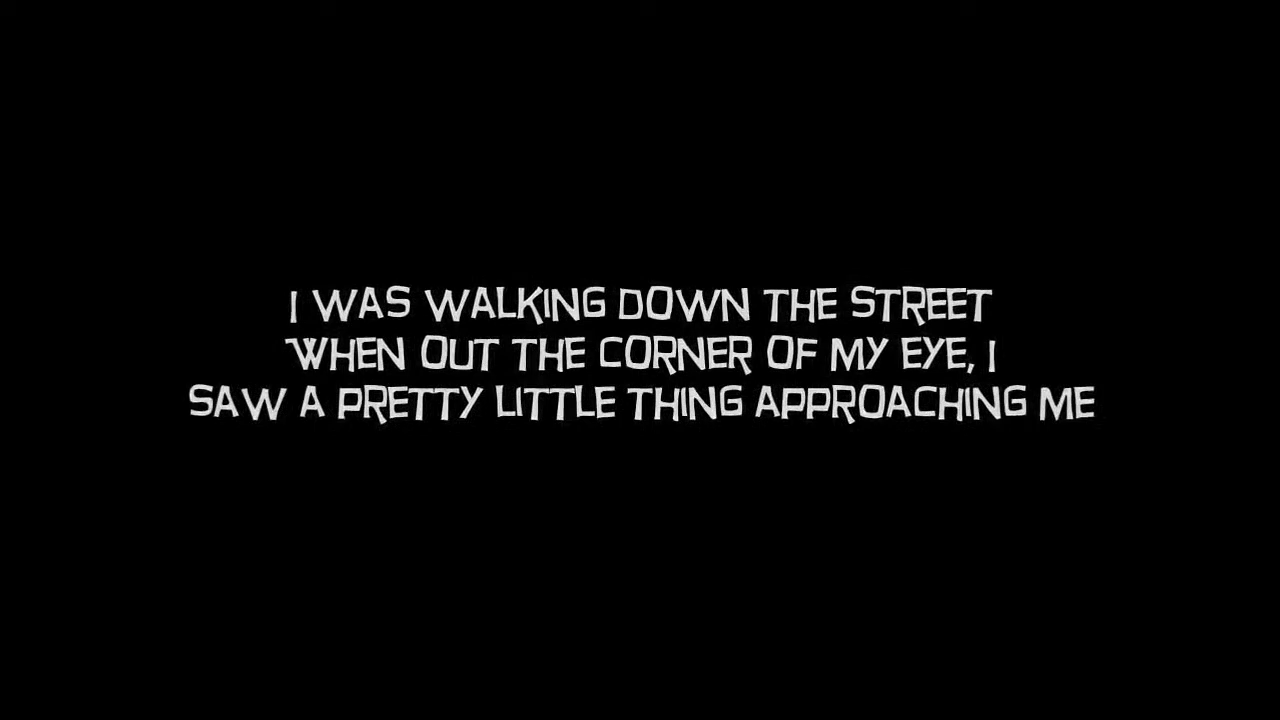 I WAS WALKING DOWN THE STREET
WHEN OUT THE CORNER OF MY EYE, I
SAW A PRETTY LITTLE THING APPROACHING ME